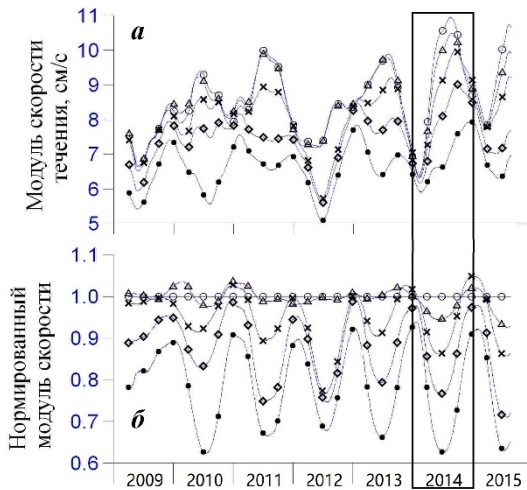 а
11
10
9
8
7
6
5
Модуль скорости
течения, см/с
б
1.1
1.0
0.9
0.8
0.7
0.6
Нормированный
модуль скорости
2009 2010 2011 2012 2013 2014 2015